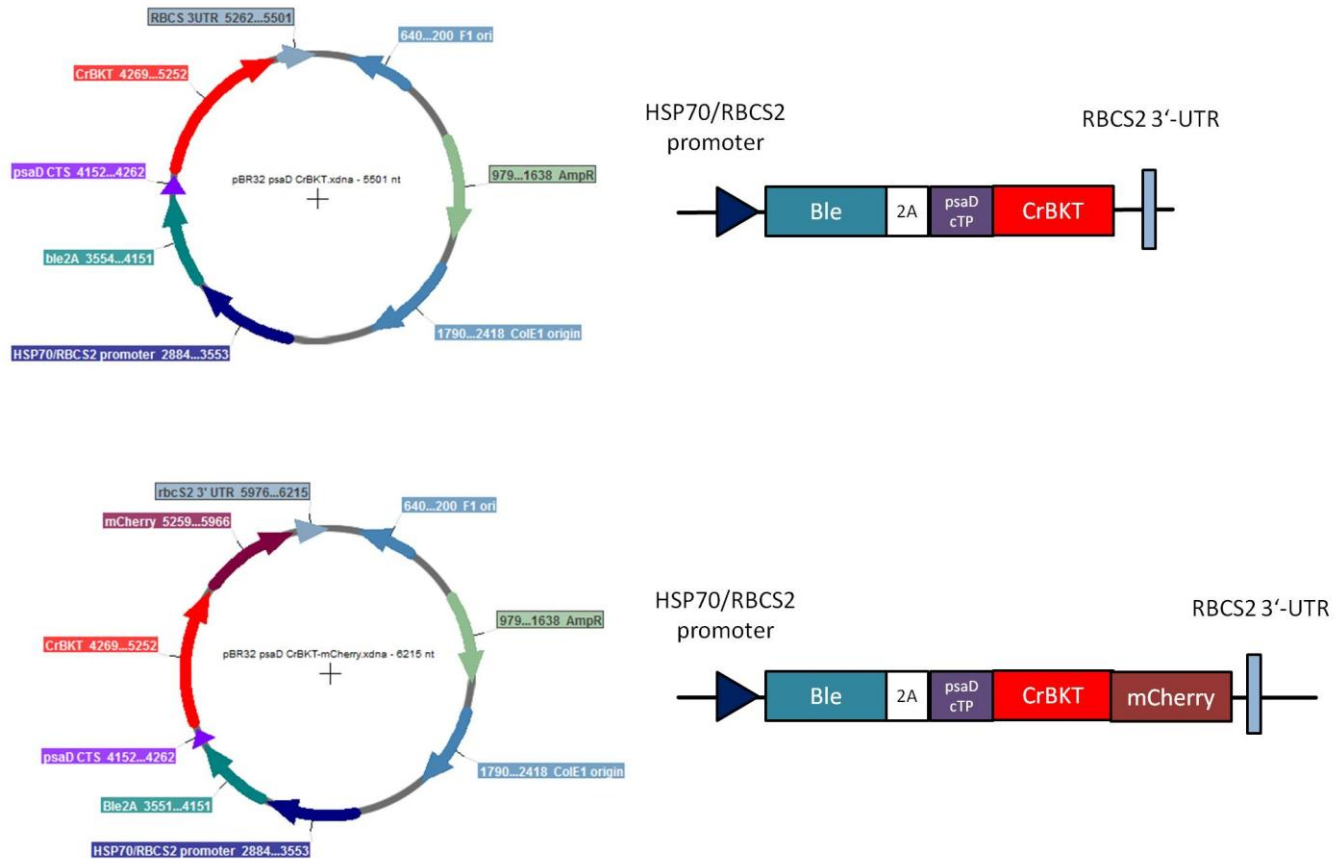 RBCS 3UTR 5262...5501
640...200 F1 ori
CrBKT 4269...5252
psaD CTS 4152...4262
pBR32 psaD CrBKT.xdna - 5501 nt
979...1638 AmpR
ble2A 3554...4151
1790...2418 ColE1 origin
HSP70/RBCS2 promoter 2884...3553
HSP70/RBCS2
promoter
RBCS2 3‘-UTR
Ble
2A
psaD
cTP
CrBKT
rbcS2 3' UTR 5976...6215
mCherry 5259...5966
640...200 F1 ori
979...1638 AmpR
CrBKT 4269...5252
pBR32 psaD CrBKT-mCherry.xdna - 6215 nt
psaD CTS 4152...4262
1790...2418 ColE1 origin
Ble2A 3551...4151
HSP70/RBCS2 promoter 2884...3553
HSP70/RBCS2
promoter
RBCS2 3‘-UTR
Ble
2A
psaD
cTP
CrBKT
mCherry